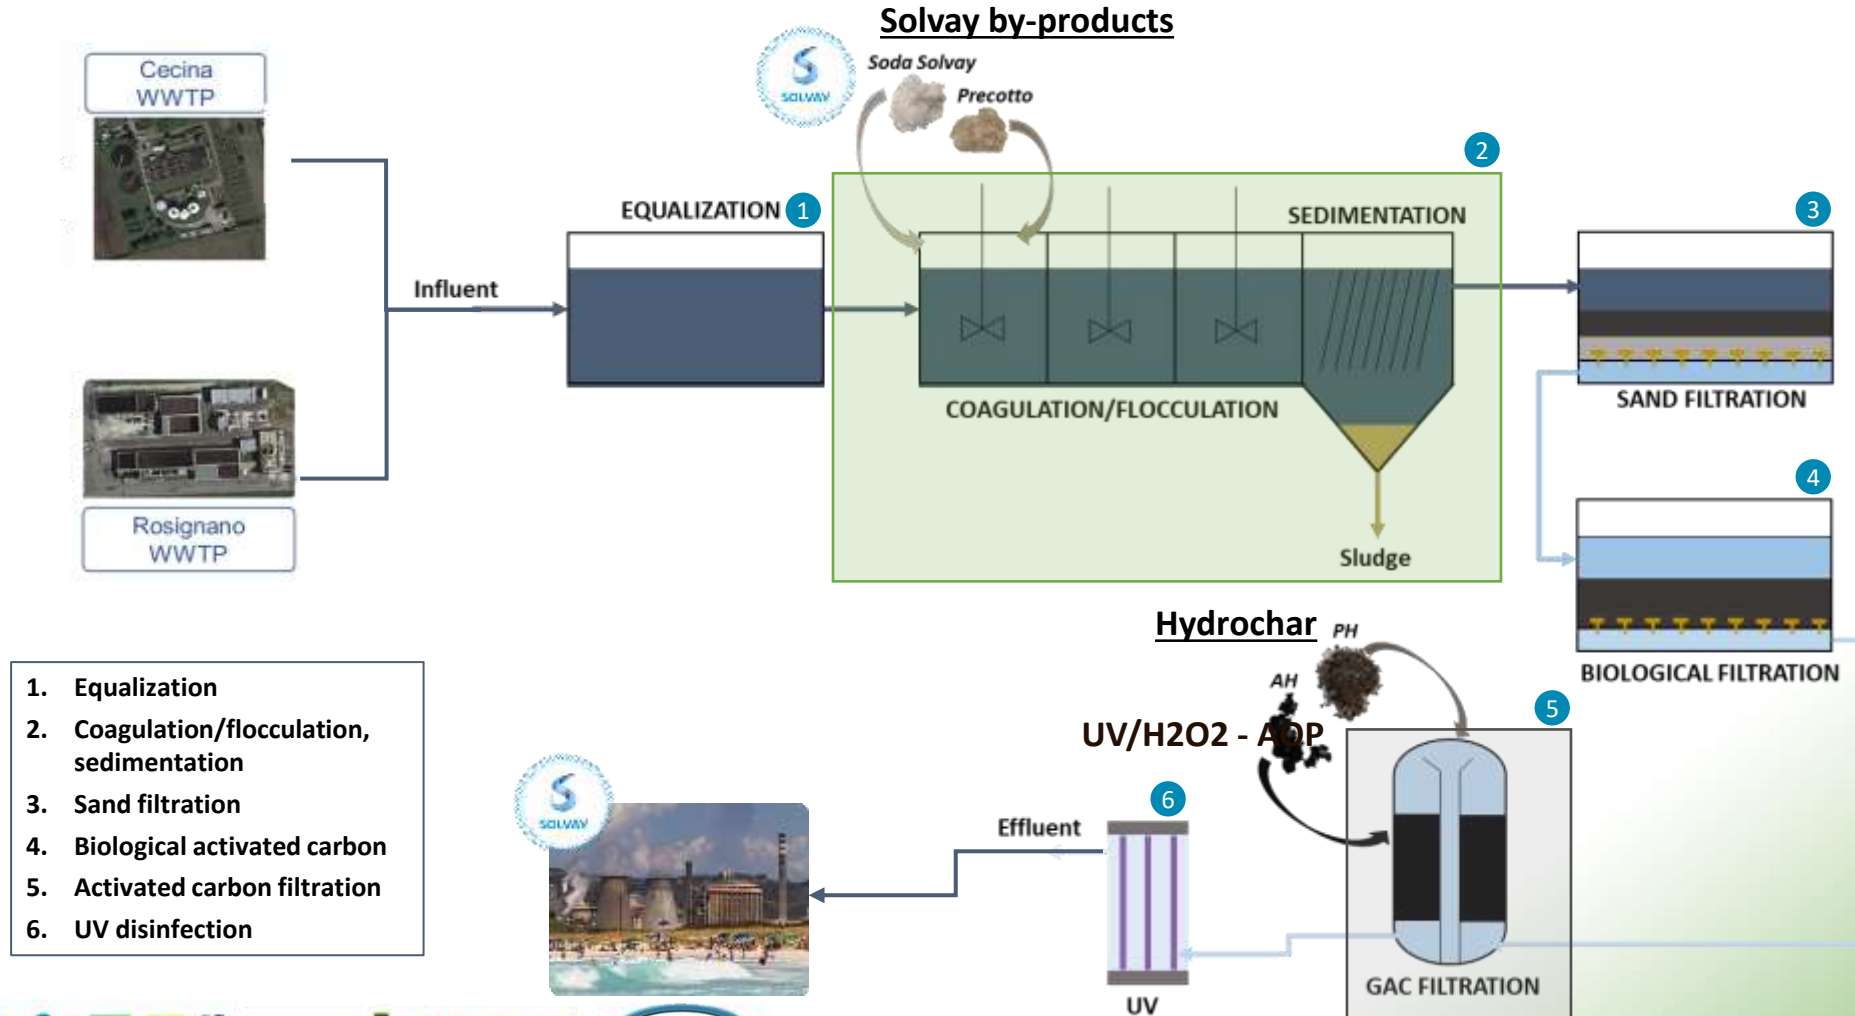 Solvay by-products
Cecina
WWTP
SOLVAY
Soda Solvay
Precotto
2
EQUALIZATION 1
SEDIMENTATION
3
Influent
COAGULATION/FLOCCULATION
SAND FILTRATION
4
Rosignano
WWTP
Sludge
Hydrochar
PH
BIOLOGICAL FILTRATION
AH
5
UV/H2O2 - AOP
1. Equalization
2. Coagulation/flocculation,
sedimentation
3. Sand filtration
4. Biological activated carbon
5. Activated carbon filtration
6. UV disinfection
SOLVAY
6
Effluent
GAC FILTRATION
UV